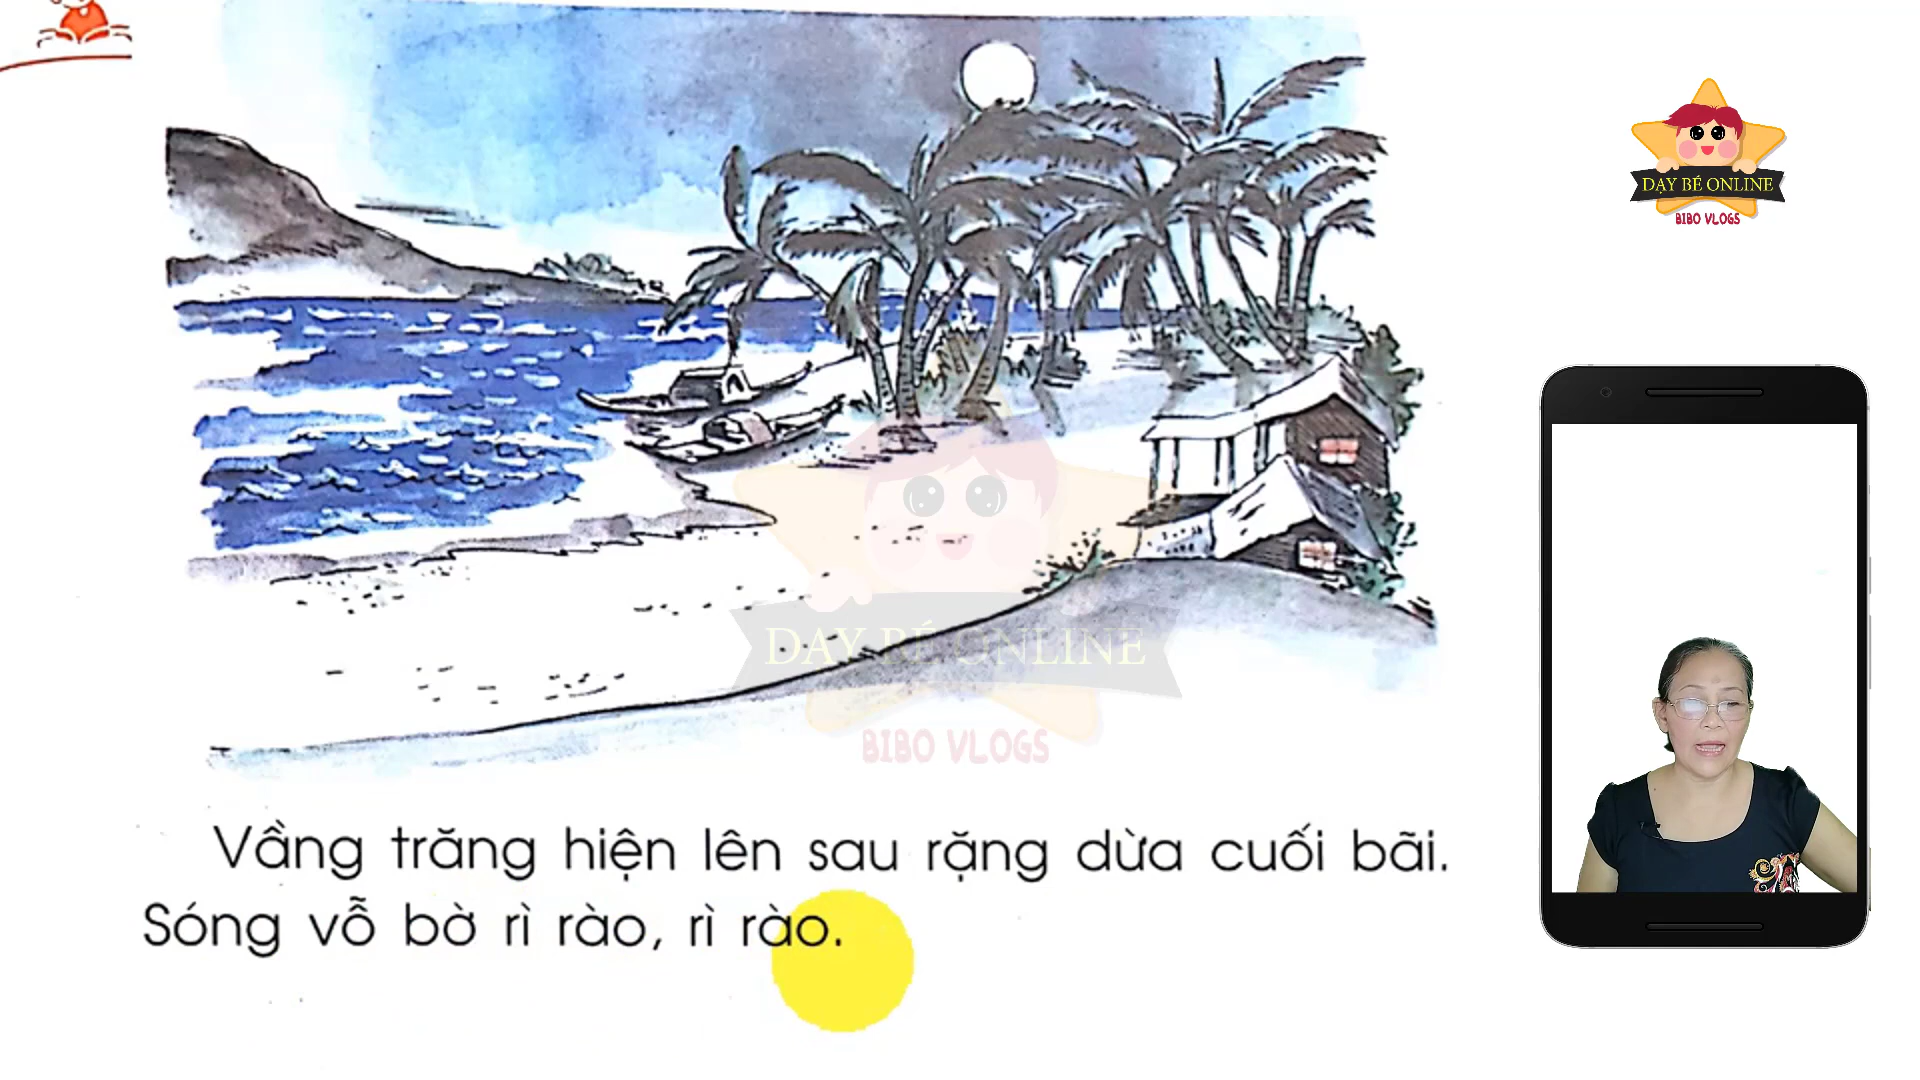 DẠY BÉ ONLINE
BIBO VLOGS
DẠY BÉ ONLINE
BIBO VLOGS
Vầng trăng hiện lên sau rặng dừa cuối bãi.
Sóng vỗ bờ rì rào, rì rào.